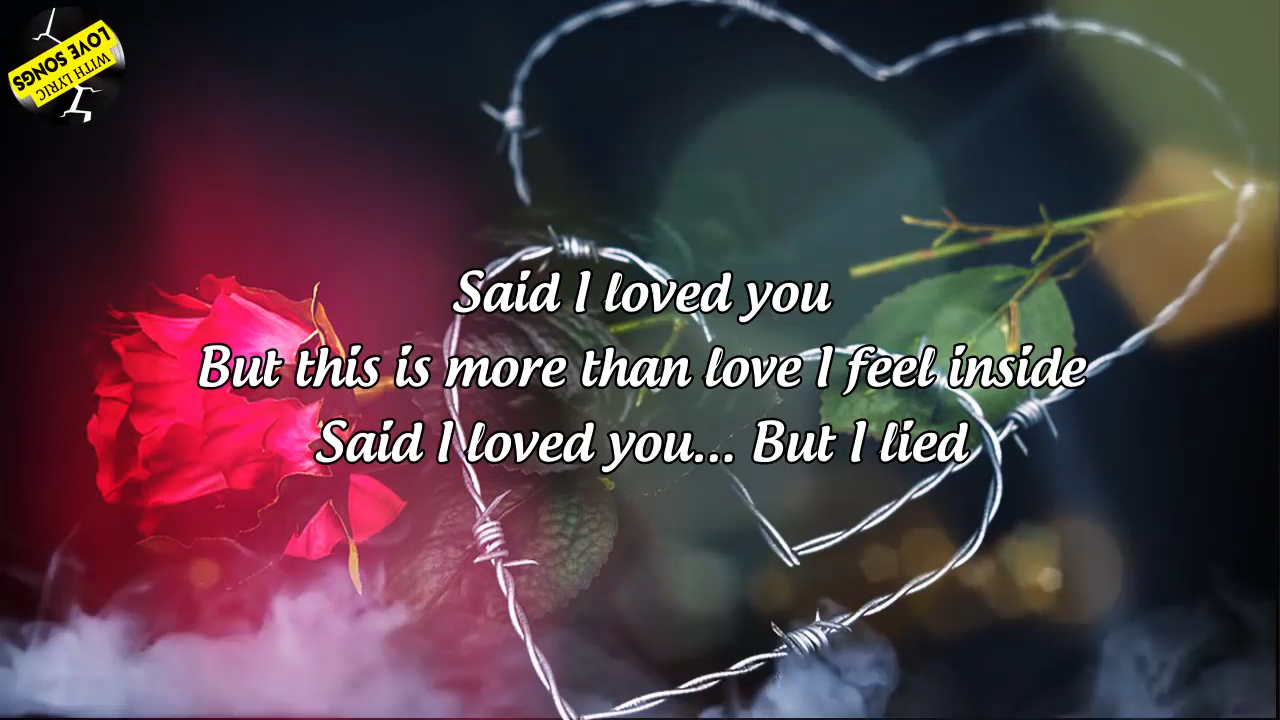 LOVE SONGS
WITH LYRIC
Said I loved you
But this is more than love I feel inside
Said I loved you... But I lied